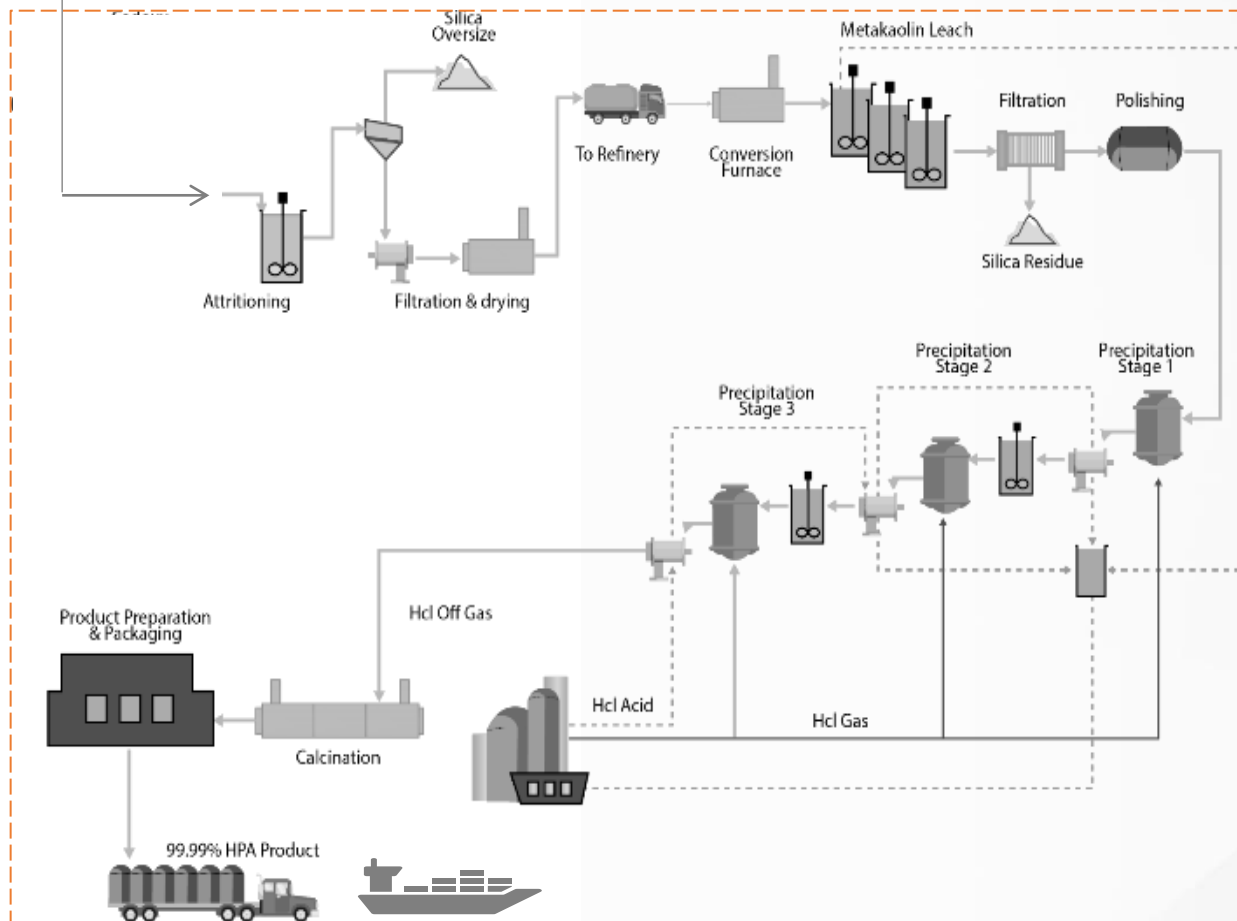 Silica
Oversize
Metakaolin Leach
Filtration
Polishing
To Refinery
Conversion
Furnace
Silica Residue
Attritioning
Filtration & drying
Precipitation
Stage 1
Precipitation
Stage 2
Precipitation
Stage 3
Hcl Off Gas
Product Preparation
& Packaging
Hcl Acid
Hcl Gas
Calcination
99.99% HPA Product